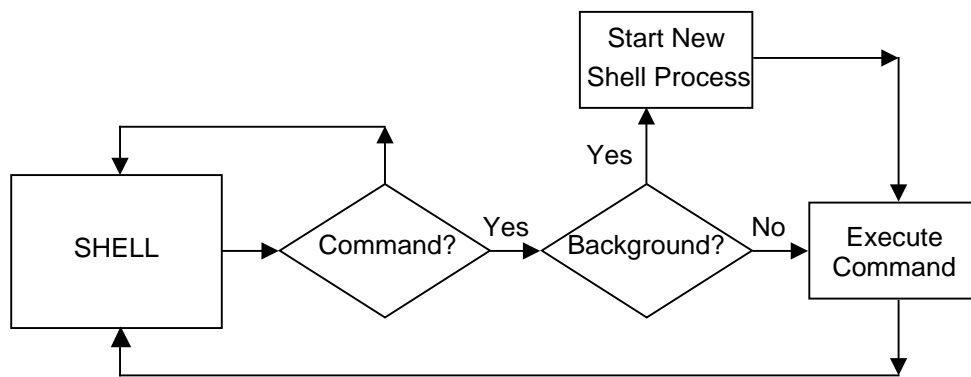 Start New
Shell Process
Yes
SHELL
Command?
Yes
Background?
No
Execute
Command